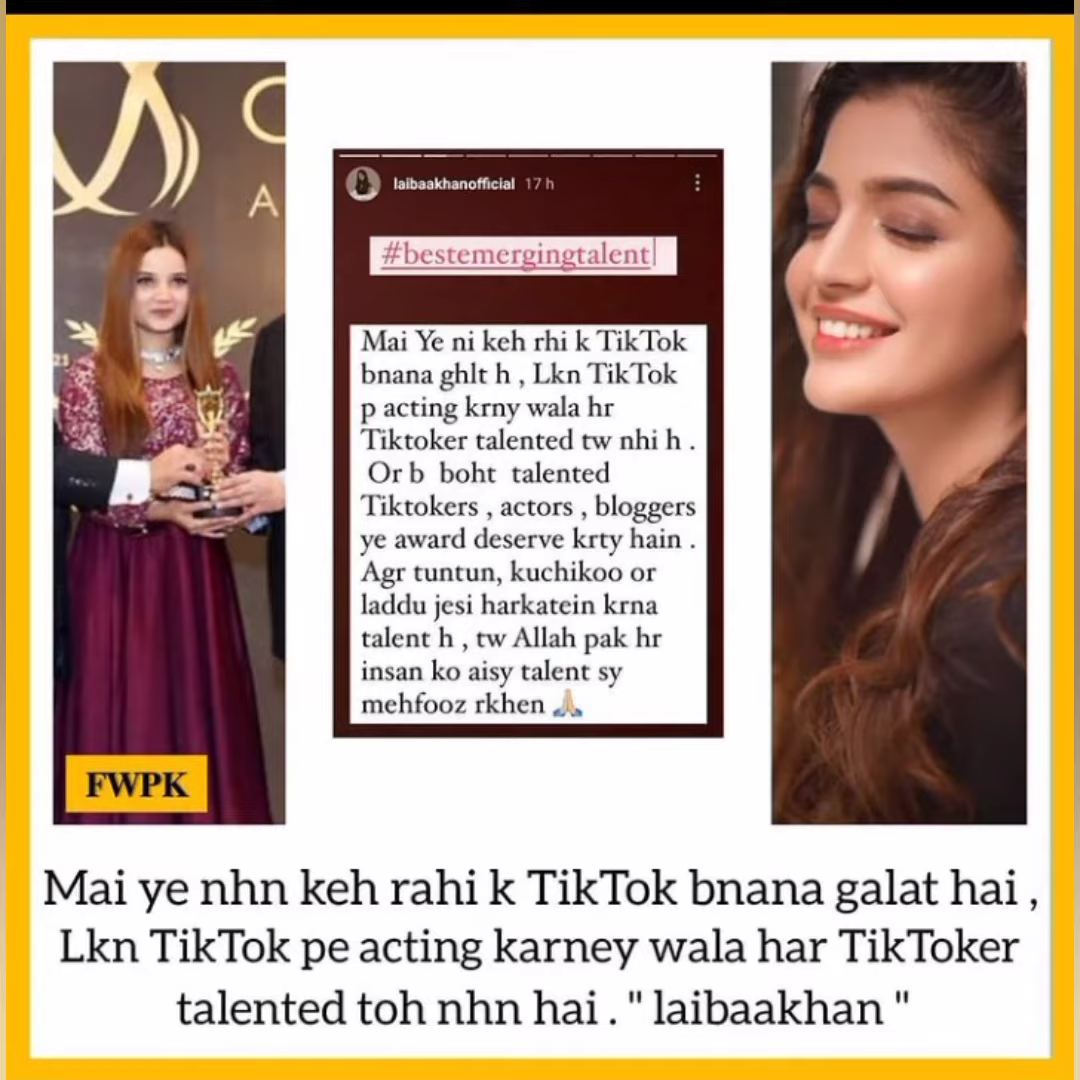 C
A
21
laibaakhanofficial 17 h
#bestemergingtalent
Mai Ye ni keh rhi k TikTok
bnana ghlt h , Lkn TikTok
p acting krny wala hr
Tiktoker talented tw nhi h .
Or b boht talented
Tiktokers , actors , bloggers
ye award deserve krty hain .
Agr tuntun, kuchikoo or
laddu jesi harkatein krna
talent h , tw Allah pak hr
insan ko aisy talent sy
mehfooz rkhen 🙏🏻
FWPK
Mai ye nhn keh rahi k TikTok bnana galat hai ,
Lkn TikTok pe acting karney wala har TikToker
talented toh nhn hai . " laibaakhan "